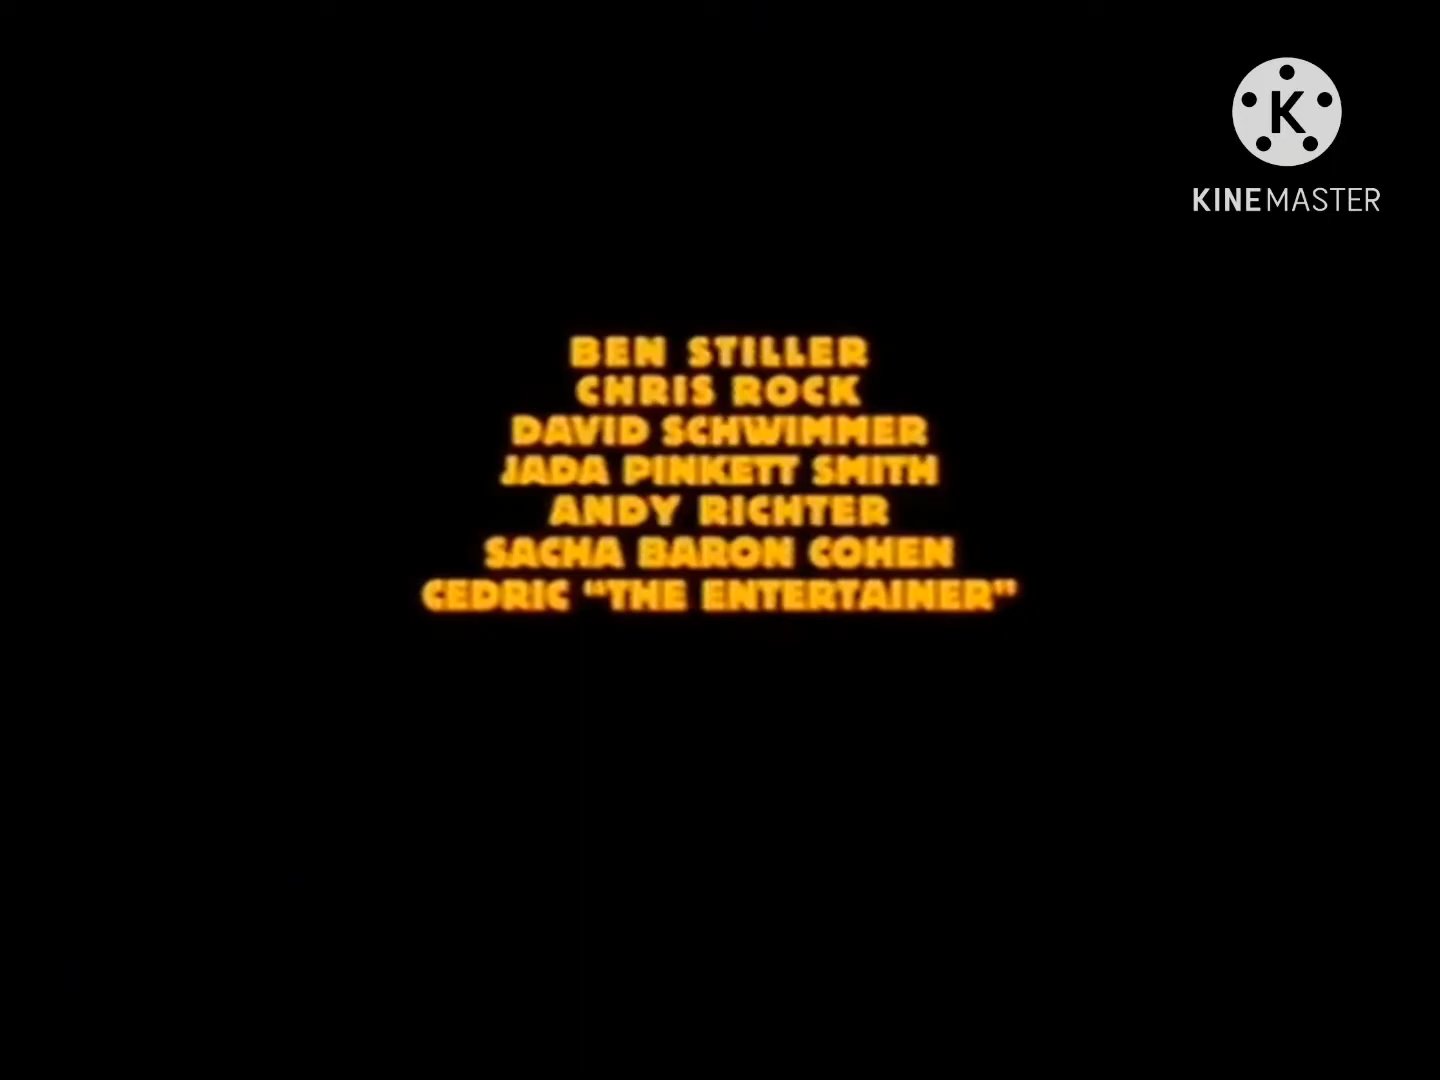 K
KINEMASTER
BEN STILLER
CHRIS ROCK
DAVID SCHWIMMER
JADA PINKETT SMITH
ANDY RICHTER
SACHA BARON COHEN
CEDRIC “THE ENTERTAINER”